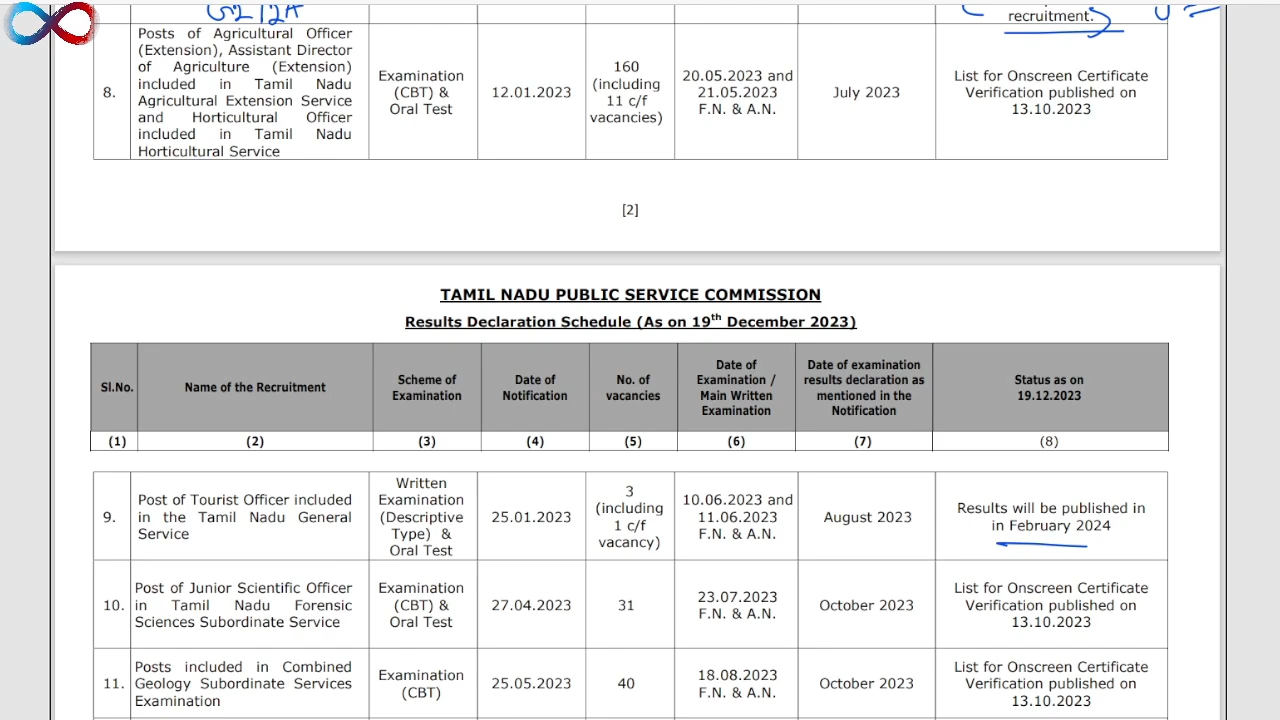 recruitment.
8.
Posts of Agricultural Officer
(Extension), Assistant Director
of Agriculture (Extension)
included in Tamil Nadu
Agricultural Extension Service
and Horticultural Officer
included in Tamil Nadu
Horticultural Service
Examination
(CBT) &
Oral Test
12.01.2023
160
(including
11 c/f
vacancies)
20.05.2023 and
21.05.2023
F.N. & A.N.
July 2023
List for Onscreen Certificate
Verification published on
13.10.2023
[2]
TAMIL NADU PUBLIC SERVICE COMMISSION
Results Declaration Schedule (As on 19th December 2023)
Sl.No.
Name of the Recruitment
Scheme of
Examination
Date of
Notification
No. of
vacancies
Date of
Examination /
Main Written
Examination
Date of examination
results declaration as
mentioned in the
Notification
Status as on
19.12.2023
(1) (2) (3) (4) (5) (6) (7) (8)
9.
Post of Tourist Officer included
in the Tamil Nadu General
Service
Written
Examination
(Descriptive
Type) &
Oral Test
25.01.2023
3
(including
1 c/f
vacancy)
10.06.2023 and
11.06.2023
F.N. & A.N.
August 2023
Results will be published in
in February 2024
10.
Post of Junior Scientific Officer
in Tamil Nadu Forensic
Sciences Subordinate Service
Examination
(CBT) &
Oral Test
27.04.2023
31
23.07.2023
F.N. & A.N.
October 2023
List for Onscreen Certificate
Verification published on
13.10.2023
11.
Posts included in Combined
Geology Subordinate Services
Examination
Examination
(CBT)
25.05.2023
40
18.08.2023
F.N. & A.N.
October 2023
List for Onscreen Certificate
Verification published on
13.10.2023